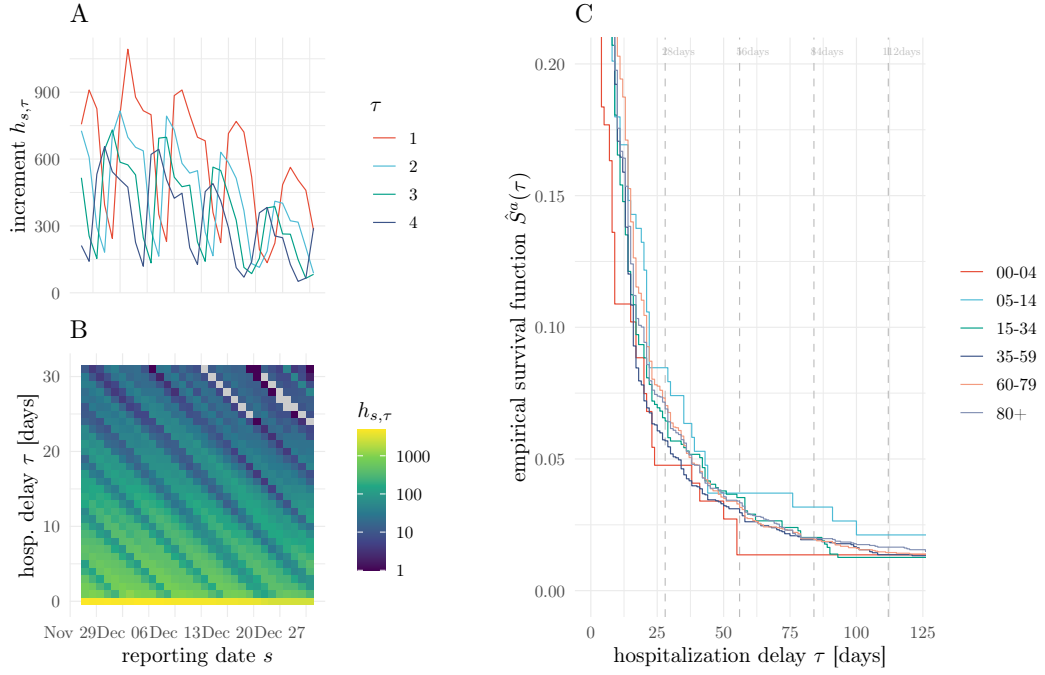 A
increment h_{s,τ}
900
600
300
0
τ
1
2
3
4
B
hosp. delay τ [days]
30
20
10
0
Nov 29 Dec 06 Dec 13 Dec 20 Dec 27
reporting date s
h_{s,τ}
1000
100
10
1
C
empirical survival function Ŝ^a(τ)
0.20
0.15
0.10
0.05
0.00
28days
56days
84days
112days
0 25 50 75 100 125
hospitalization delay τ [days]
00-04
05-14
15-34
35-59
60-79
80+